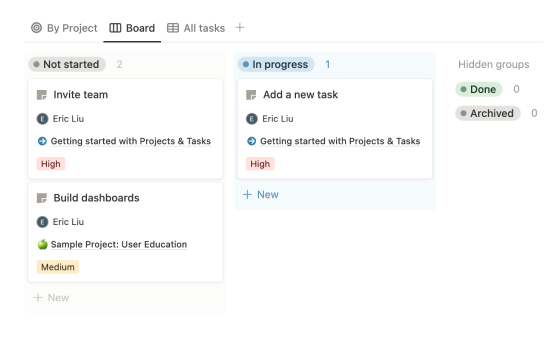 By Project Board All tasks +
Not started 2
Invite team
E Eric Liu
Getting started with Projects & Tasks
High
Build dashboards
E Eric Liu
Sample Project: User Education
Medium
+ New
In progress 1
Add a new task
E Eric Liu
Getting started with Projects & Tasks
High
+ New
Hidden groups
Done 0
Archived 0